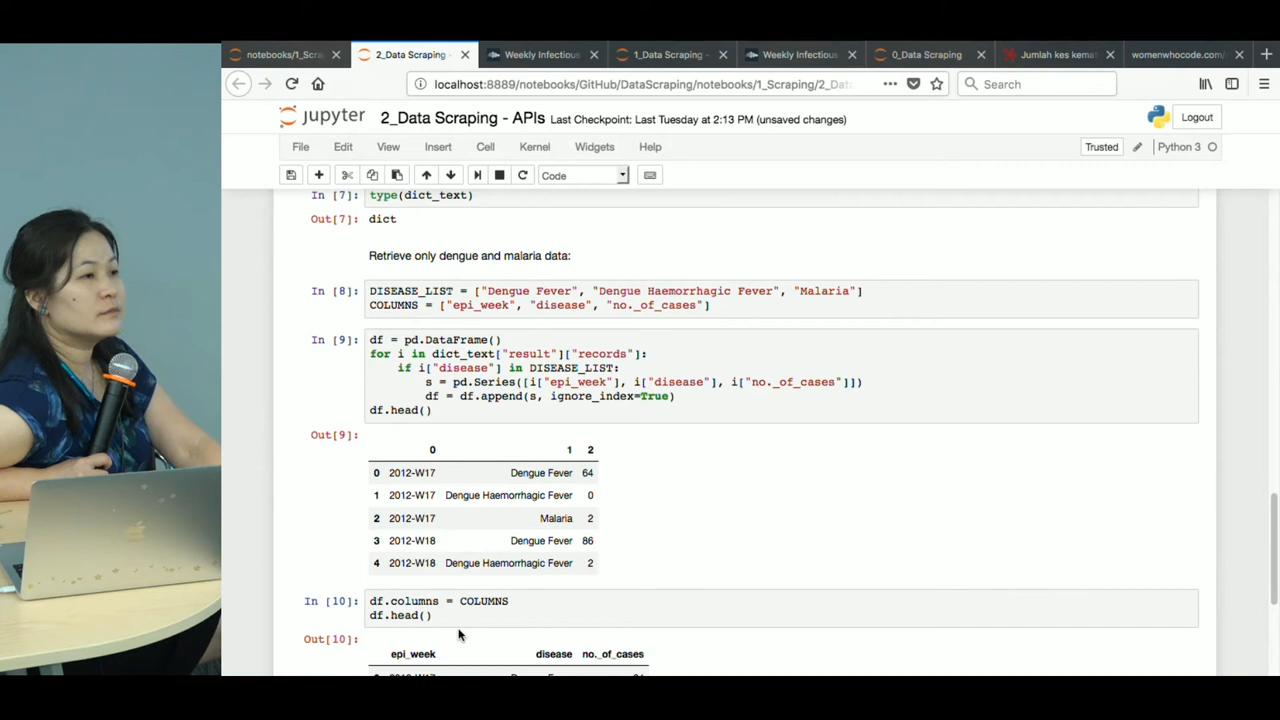 notebooks/1_Scra
2_Data Scraping -
Weekly Infectious
1_Data Scraping -
Weekly Infectious
0_Data Scraping
Jumlah kes kemat
womenwhocode.com/
localhost:8889/notebooks/GitHub/DataScraping/notebooks/1_Scraping/2_Data
Search
jupyter 2_Data Scraping - APIs Last Checkpoint: Last Tuesday at 2:13 PM (unsaved changes)
Logout
File Edit View Insert Cell Kernel Widgets Help
Trusted
Python 3
Code
In [7]: type(dict_text)
Out[7]: dict
Retrieve only dengue and malaria data:
In [8]: DISEASE_LIST = ["Dengue Fever", "Dengue Haemorrhagic Fever", "Malaria"]
COLUMNS = ["epi_week", "disease", "no._of_cases"]
In [9]: df = pd.DataFrame()
for i in dict_text["result"]["records"]:
if i["disease"] in DISEASE_LIST:
s = pd.Series([i["epi_week"], i["disease"], i["no._of_cases"]])
df = df.append(s, ignore_index=True)
df.head()
Out[9]:
0 1 2
0 2012-W17 Dengue Fever 64
1 2012-W17 Dengue Haemorrhagic Fever 0
2 2012-W17 Malaria 2
3 2012-W18 Dengue Fever 86
4 2012-W18 Dengue Haemorrhagic Fever 2
In [10]: df.columns = COLUMNS
df.head()
Out[10]:
epi_week disease no._of_cases